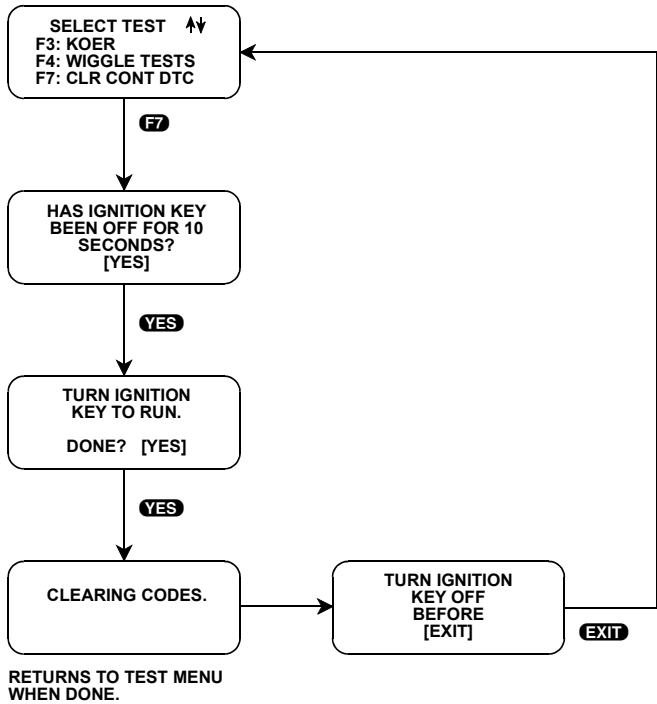 SELECT TEST
F3: KOER
F4: WIGGLE TESTS
F7: CLR CONT DTC
F7
HAS IGNITION KEY
BEEN OFF FOR 10
SECONDS?
[YES]
YES
TURN IGNITION
KEY TO RUN.
DONE? [YES]
YES
CLEARING CODES.
TURN IGNITION
KEY OFF
BEFORE
[EXIT]
EXIT
RETURNS TO TEST MENU
WHEN DONE.